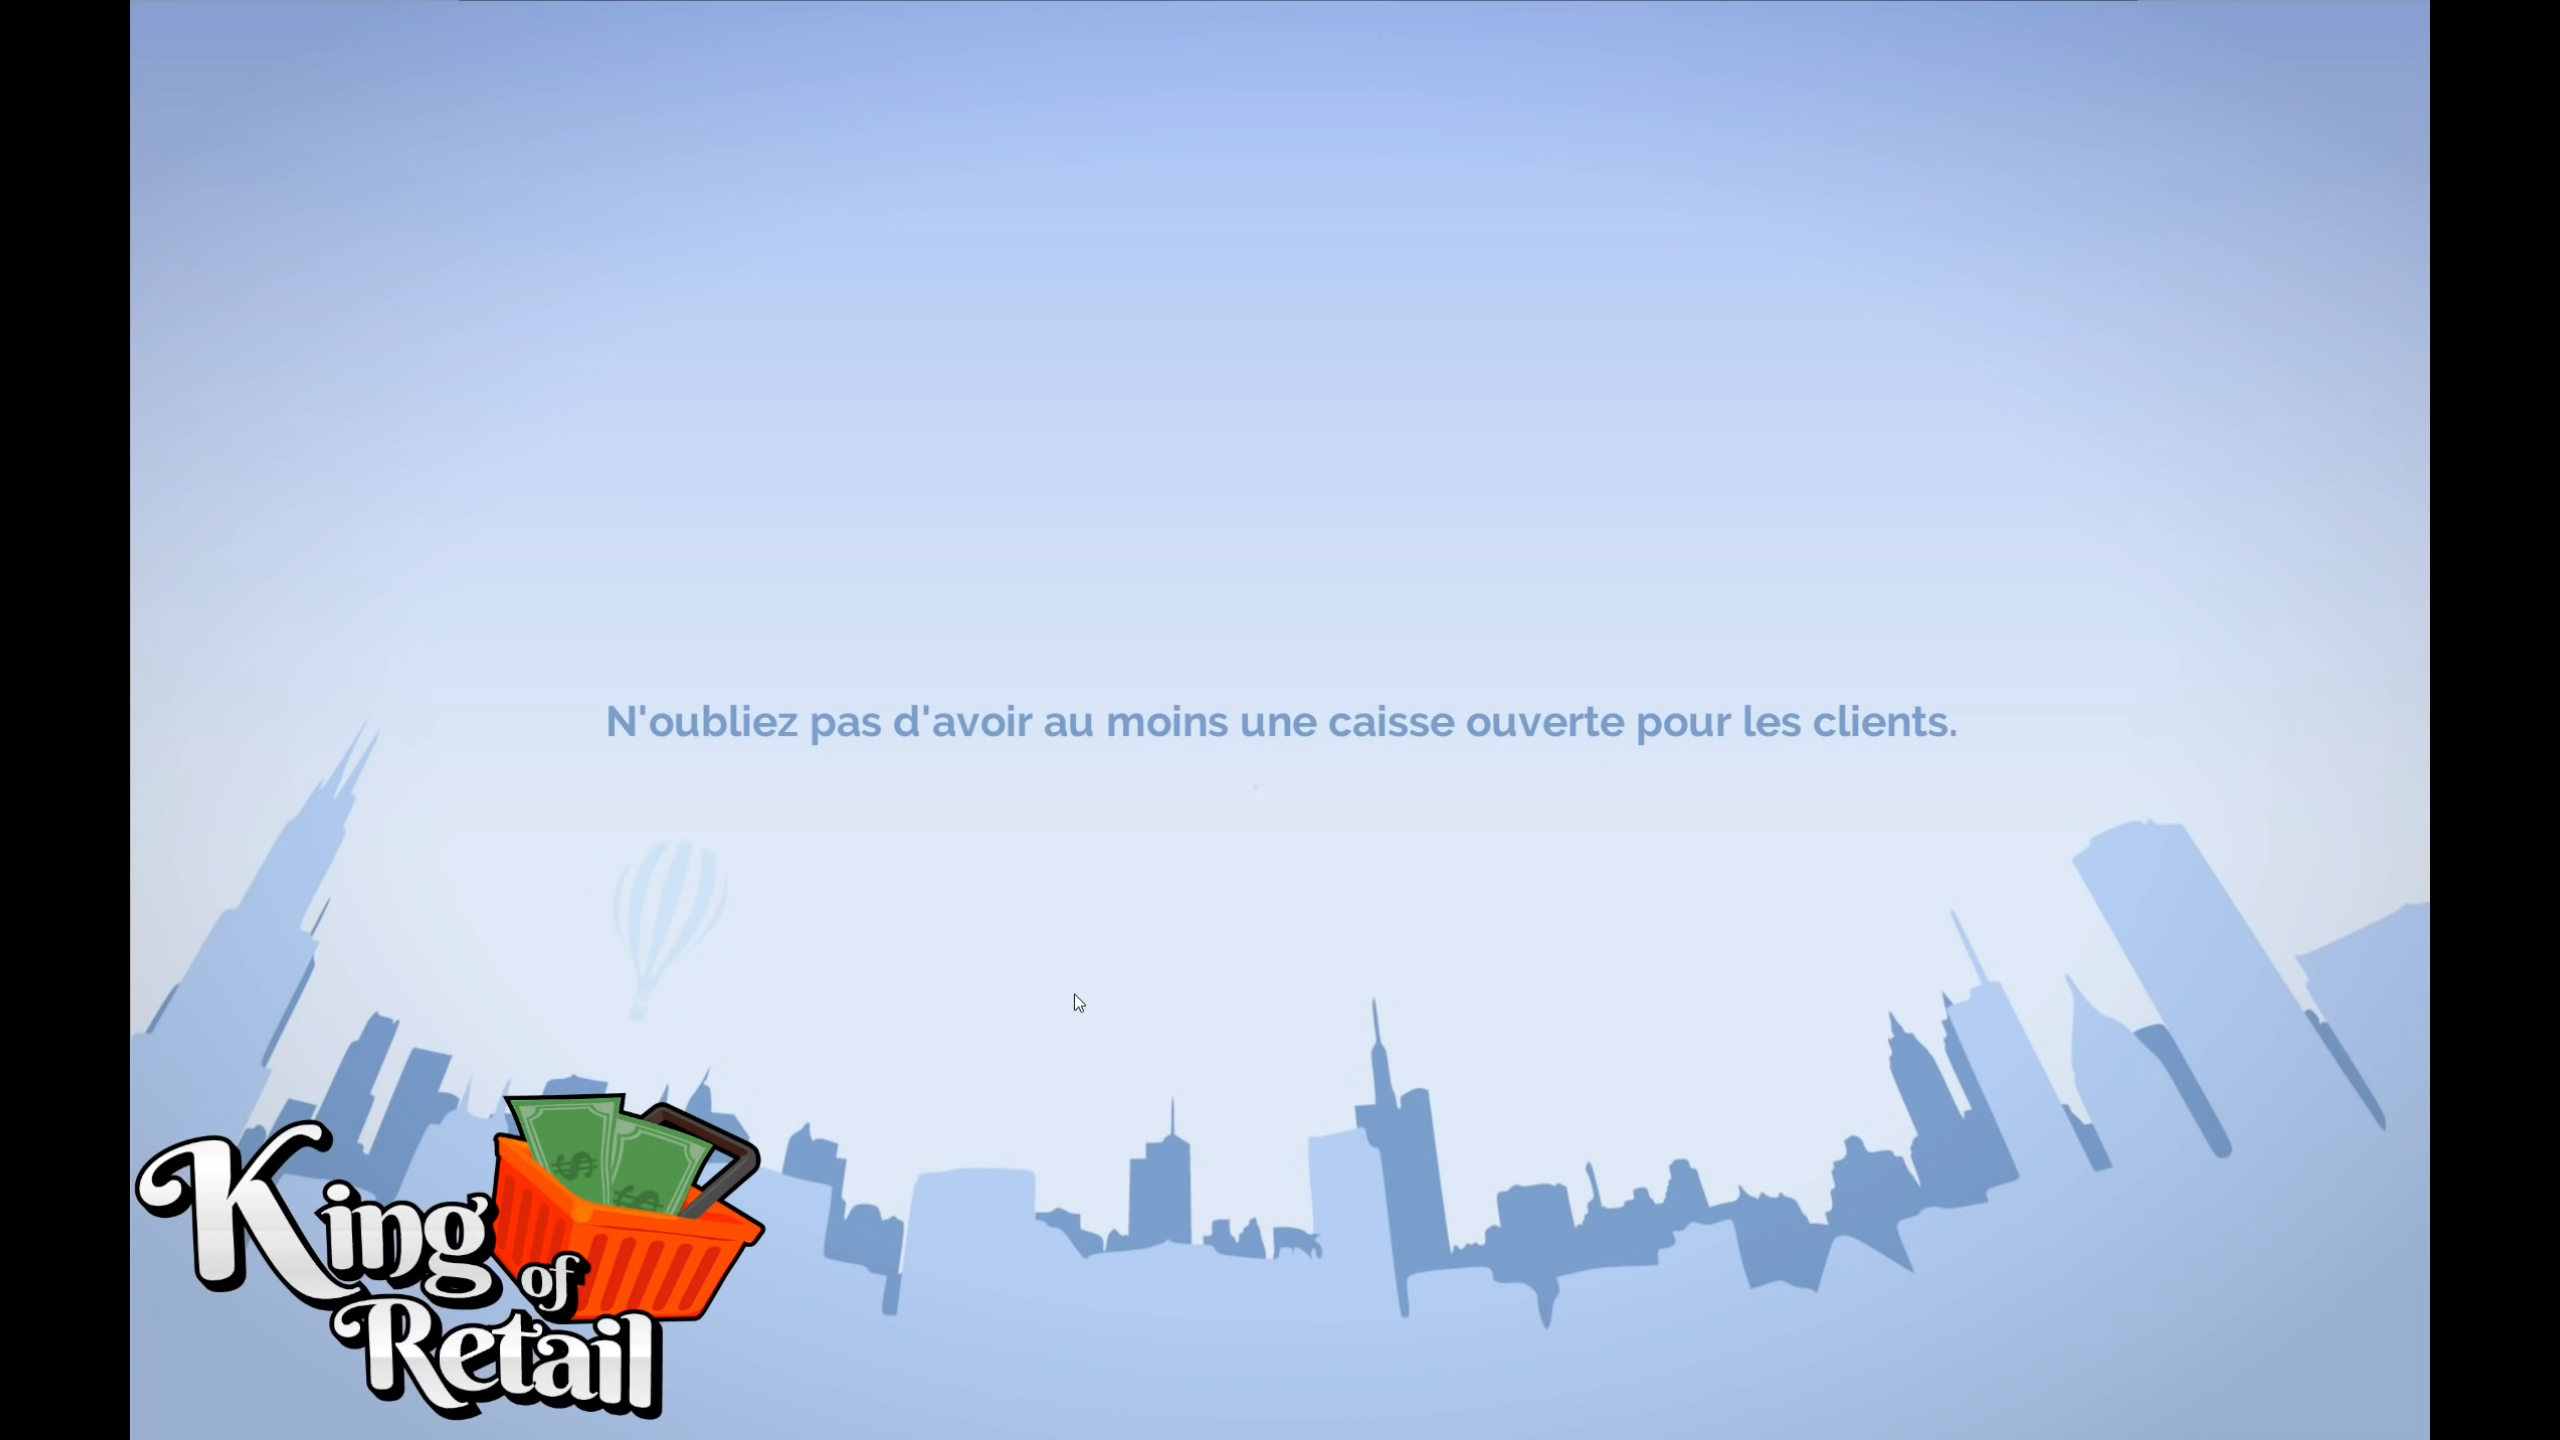 N'oubliez pas d'avoir au moins une caisse ouverte pour les clients.
King
of
Retail